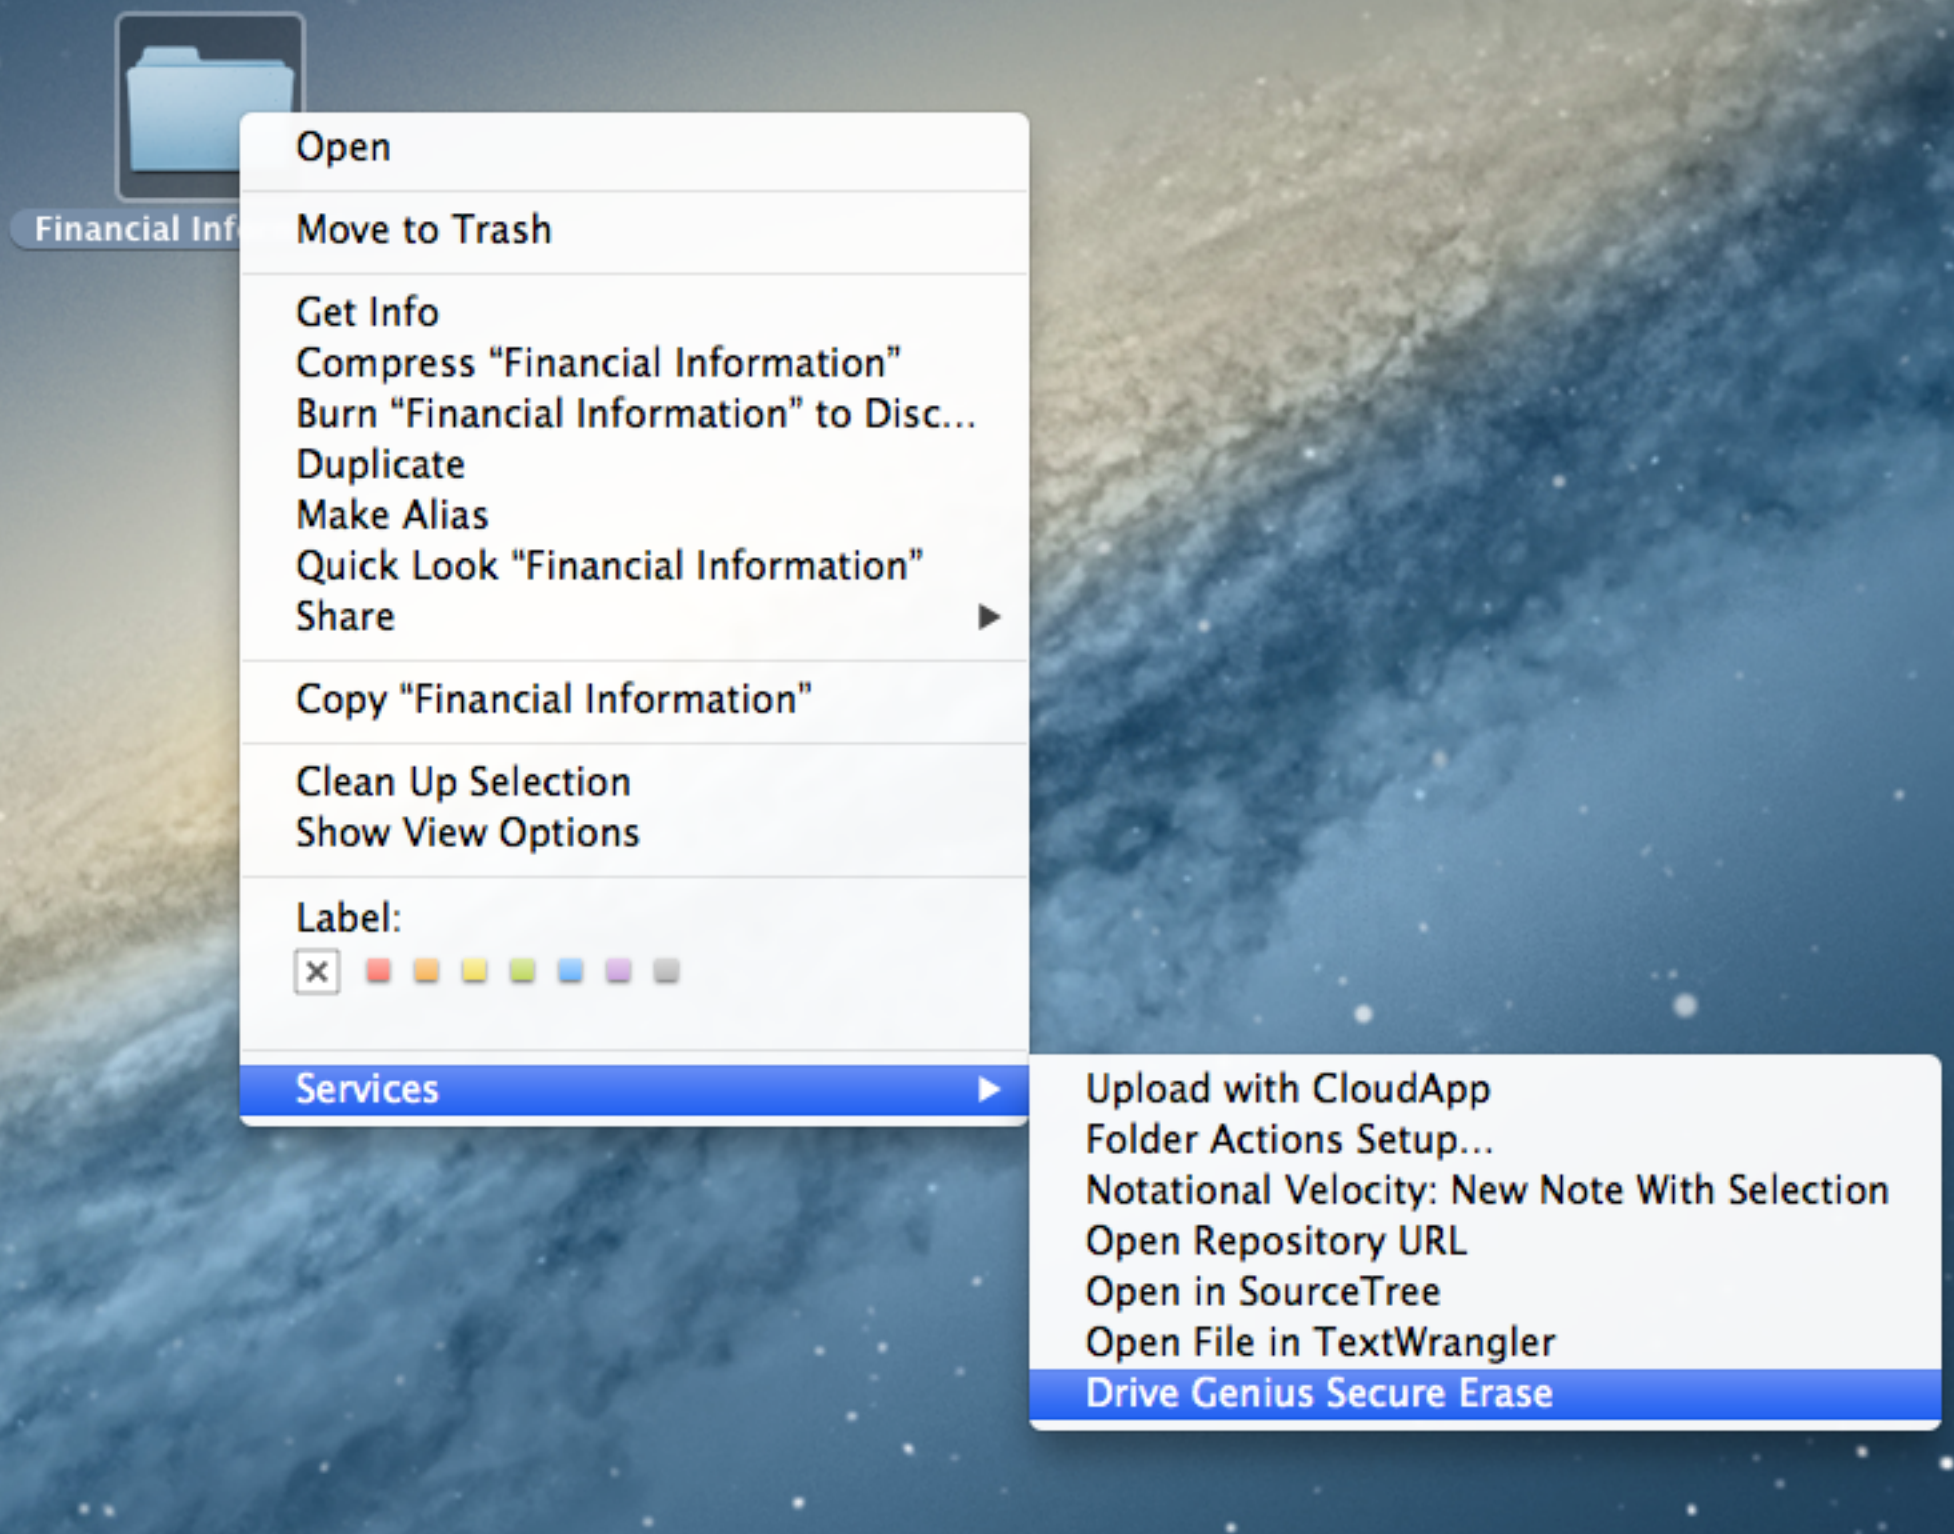 Financial Inf
Open
Move to Trash
Get Info
Compress “Financial Information”
Burn “Financial Information” to Disc...
Duplicate
Make Alias
Quick Look “Financial Information”
Share
Copy “Financial Information”
Clean Up Selection
Show View Options
Label:
Services
Upload with CloudApp
Folder Actions Setup...
Notational Velocity: New Note With Selection
Open Repository URL
Open in SourceTree
Open File in TextWrangler
Drive Genius Secure Erase